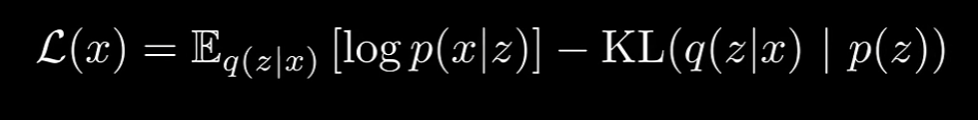 ℒ(x) = 𝔼_{q(z|x)} [log p(x|z)] − KL(q(z|x) | p(z))